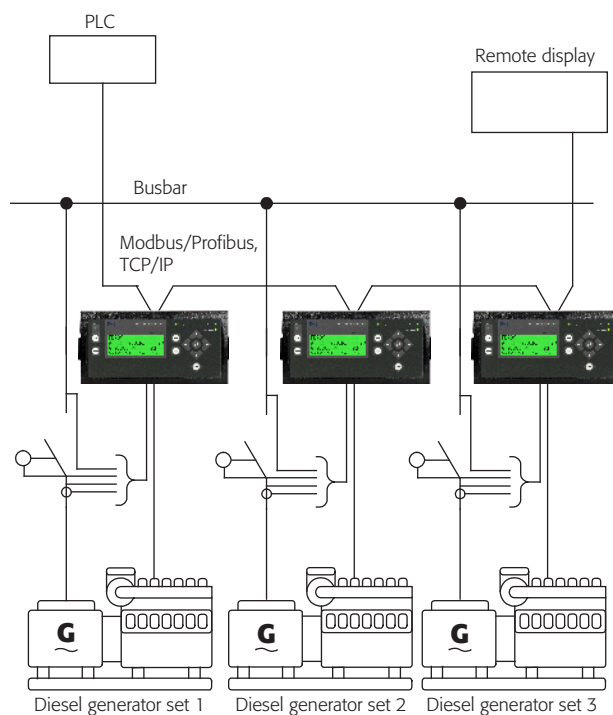 PLC
Remote display
Busbar
Modbus/Profibus,
TCP/IP
G
G
G
Diesel generator set 1
Diesel generator set 2
Diesel generator set 3